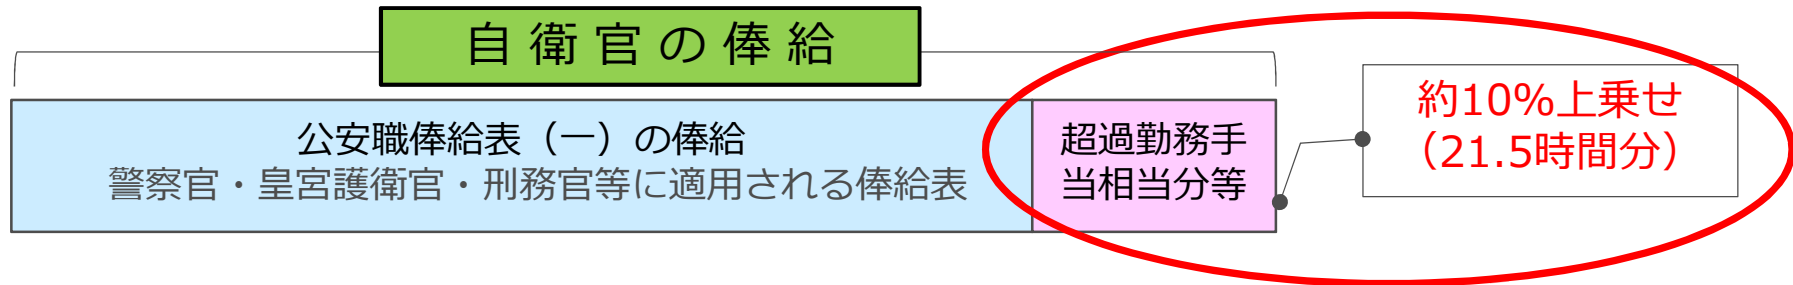 自衛官の俸給
公安職俸給表（一）の俸給
警察官・皇宮護衛官・刑務官等に適用される俸給表
超過勤務手
当相当分等
約10%上乗せ
（21.5時間分）